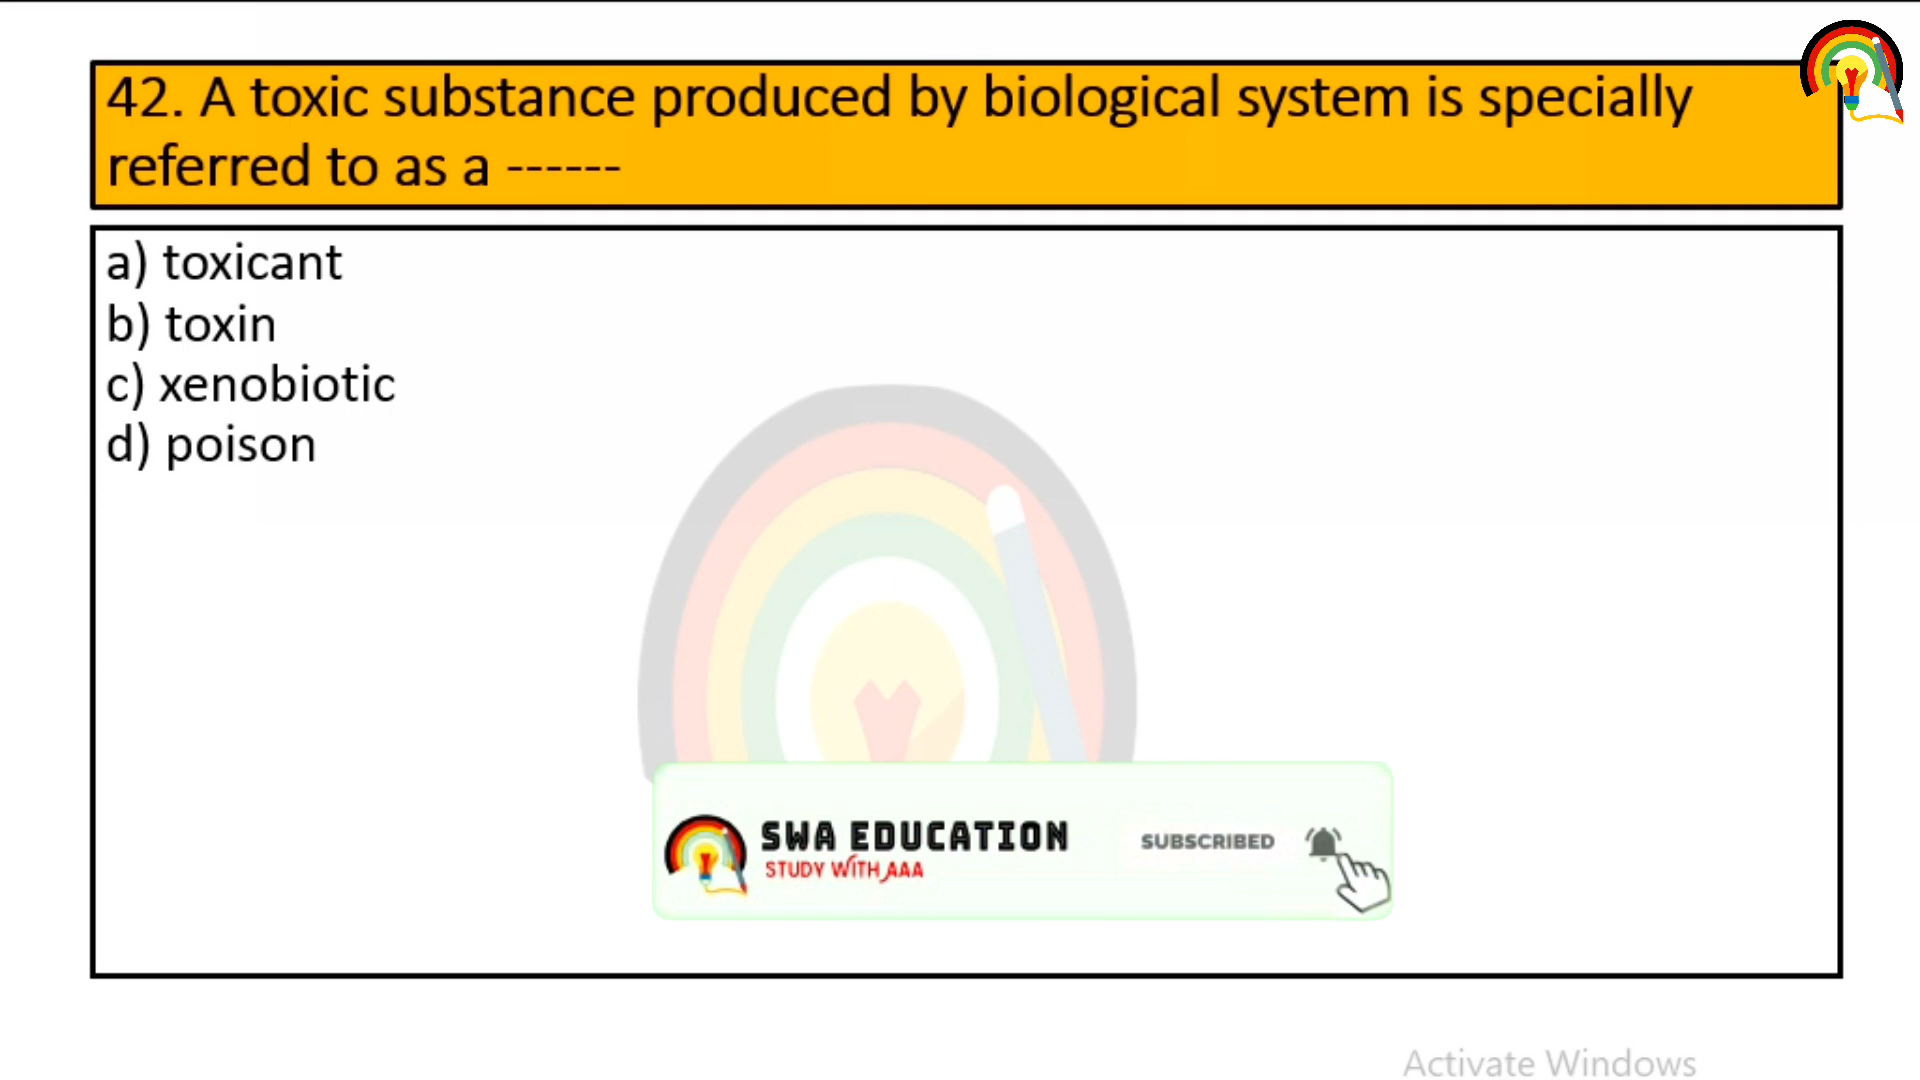 42. A toxic substance produced by biological system is specially
referred to as a ------
a) toxicant
b) toxin
c) xenobiotic
d) poison
SWA EDUCATION
STUDY WITH AAA
SUBSCRIBED
Activate Windows